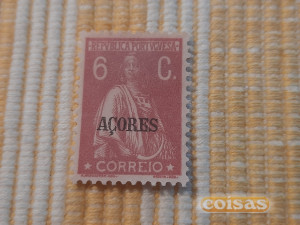 REPUBLICA PORTUGUESA
6 C.
AÇORES
CORREIO
coisas